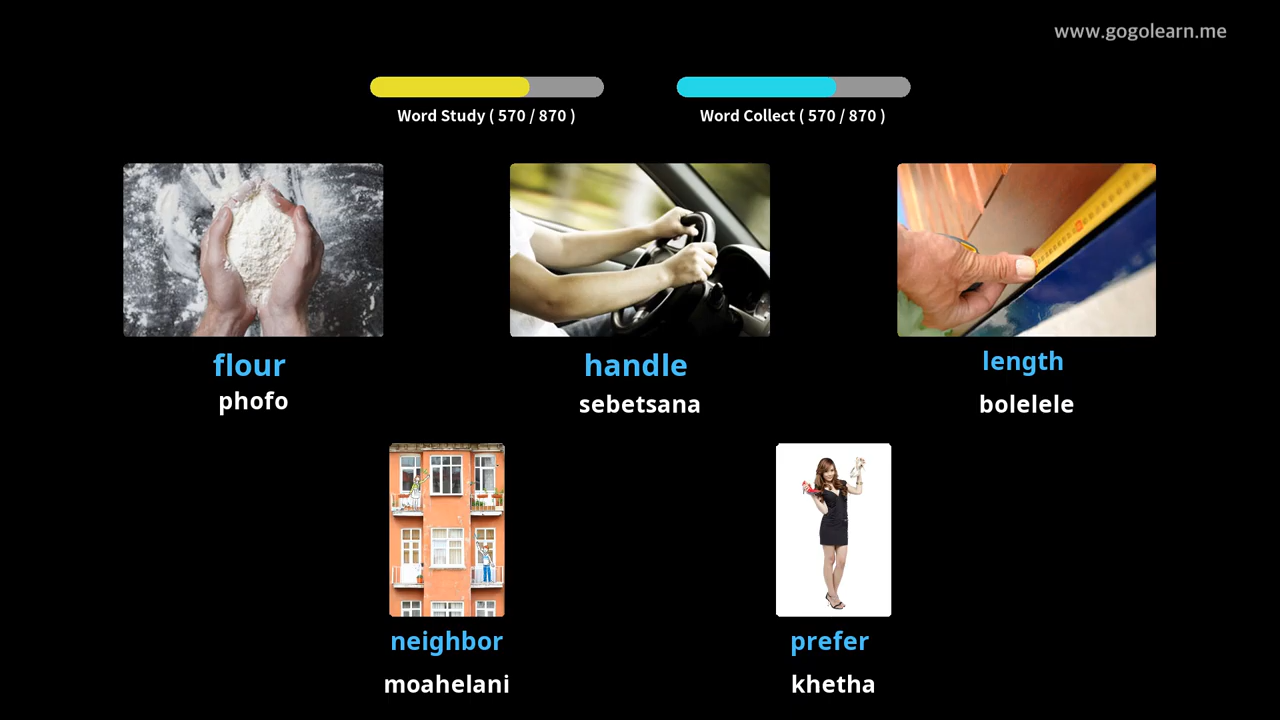 www.gogolearn.me
Word Study ( 570 / 870 )
Word Collect ( 570 / 870 )
flour
phofo
handle
sebetsana
length
bolelele
neighbor
moahelani
prefer
khetha